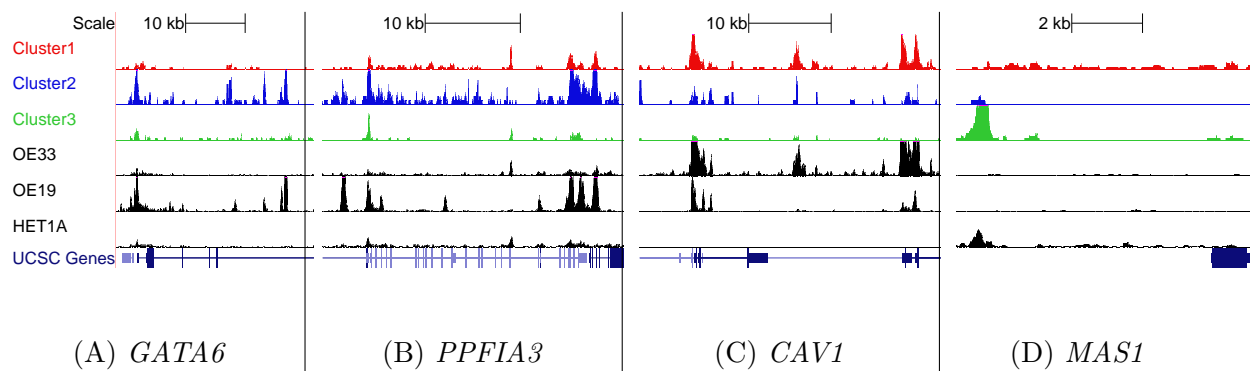 Scale 10 kb 10 kb 10 kb 2 kb
Cluster1
Cluster2
Cluster3
OE33
OE19
HET1A
UCSC Genes
(A) GATA6 (B) PPFIA3 (C) CAV1 (D) MAS1